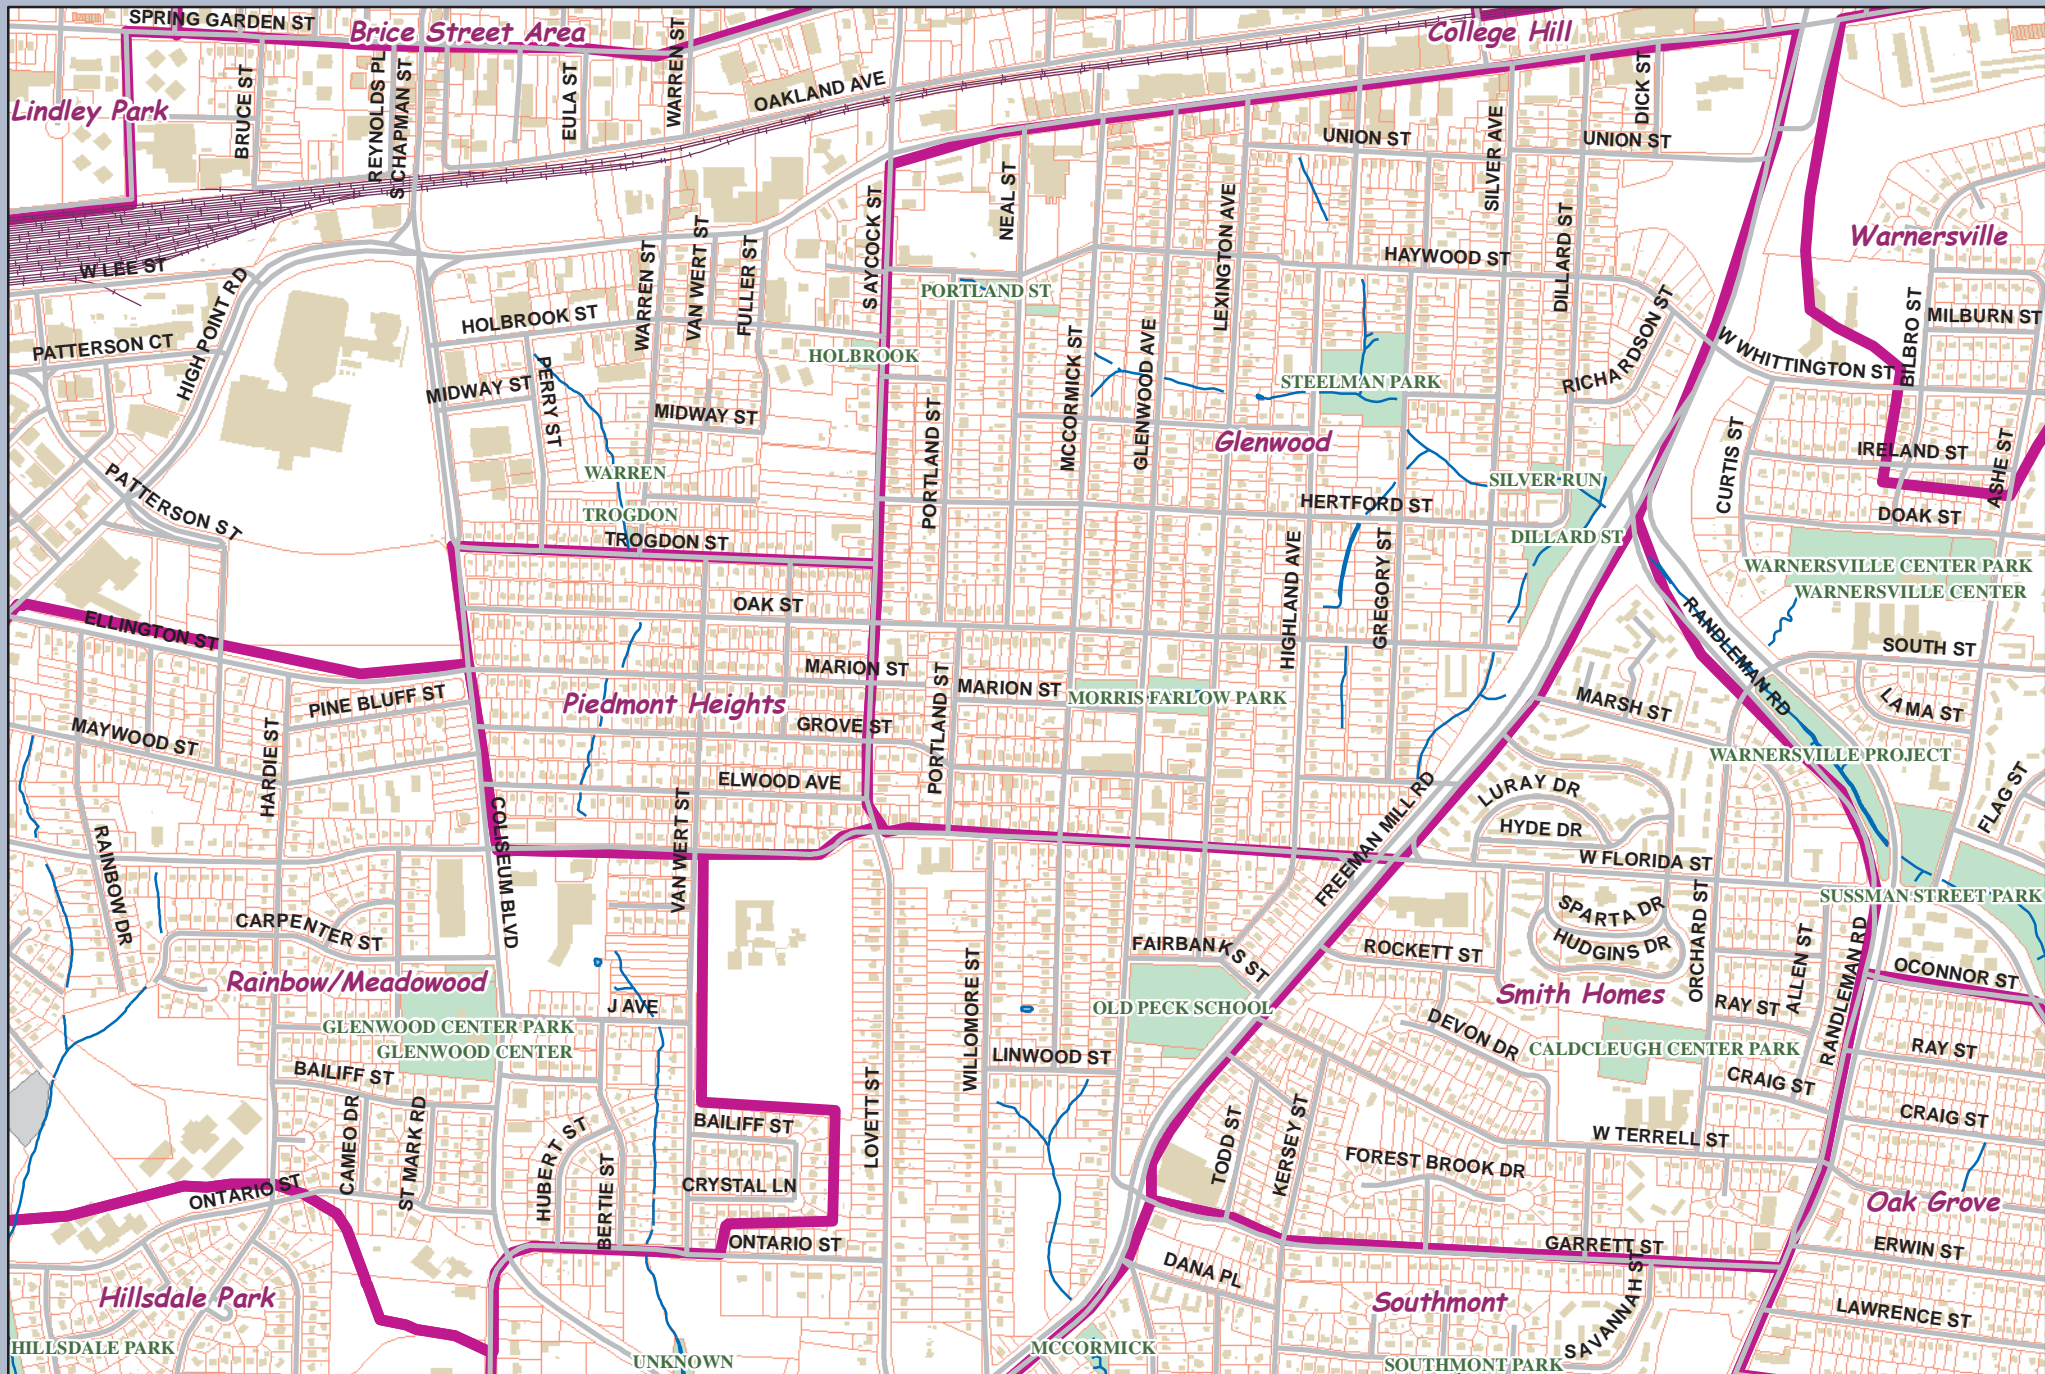 SPRING GARDEN ST
Brice Street Area
WARREN ST
College Hill
Lindley Park
BRUCE ST
REYNOLDS PL
S CHAPMAN ST
EULA ST
OAKLAND AVE
DICK ST
UNION ST
UNION ST
SILVER AVE
NEAL ST
S AYCOCK ST
LEXINGTON AVE
DILLARD ST
Warnersville
W LEE ST
HIGH POINT RD
WARREN ST
VAN WERT ST
FULLER ST
HAYWOOD ST
PORTLAND ST
RICHARDSON ST
BILBRO ST
MILBURN ST
HOLBROOK ST
PATTERSON CT
HOLBROOK
MCCORMICK ST
GLENWOOD AVE
W WHITTINGTON ST
MIDWAY ST
PERRY ST
MIDWAY ST
STEELMAN PARK
PORTLAND ST
Glenwood
CURTIS ST
IRELAND ST
ASHE ST
PATTERSON ST
WARREN
SILVER RUN
TROGDON
HERTFORD ST
DOAK ST
TROGDON ST
DILLARD ST
HIGHLAND AVE
GREGORY ST
WARNERSVILLE CENTER PARK
WARNERSVILLE CENTER
OAK ST
ELLINGTON ST
RANDLEMAN RD
SOUTH ST
MARION ST
MARION ST
PORTLAND ST
PINE BLUFF ST
Piedmont Heights
MORRIS FARLOW PARK
MARSH ST
LAMA ST
MAYWOOD ST
HARDIE ST
GROVE ST
WARNERSVILLE PROJECT
ELWOOD AVE
LURAY DR
FLAG ST
COLISEUM BLVD
VAN WERT ST
FREEMAN MILL RD
HYDE DR
RAINBOW DR
W FLORIDA ST
SUSSMAN STREET PARK
ORCHARD ST
SPARTA DR
CARPENTER ST
FAIRBANKS ST
ROCKETT ST
HUDGINS DR
ALLEN ST
RANDLEMAN RD
OCONNOR ST
Rainbow/Meadowood
WILLOMORE ST
Smith Homes
J AVE
OLD PECK SCHOOL
RAY ST
GLENWOOD CENTER PARK
GLENWOOD CENTER
DEVON DR
CALDCLEUGH CENTER PARK
RAY ST
LINWOOD ST
BAILIFF ST
CRAIG ST
CAMEO DR
ST MARK RD
LOVETT ST
CRAIG ST
HUBERT ST
BAILIFF ST
TODD ST
KERSEY ST
W TERRELL ST
BERTIE ST
CRYSTAL LN
FOREST BROOK DR
ONTARIO ST
Oak Grove
ONTARIO ST
GARRETT ST
ERWIN ST
DANA PL
SAVANNAH ST
Hillsdale Park
Southmont
LAWRENCE ST
HILLSDALE PARK
UNKNOWN
MCCORMICK
SOUTHMONT PARK